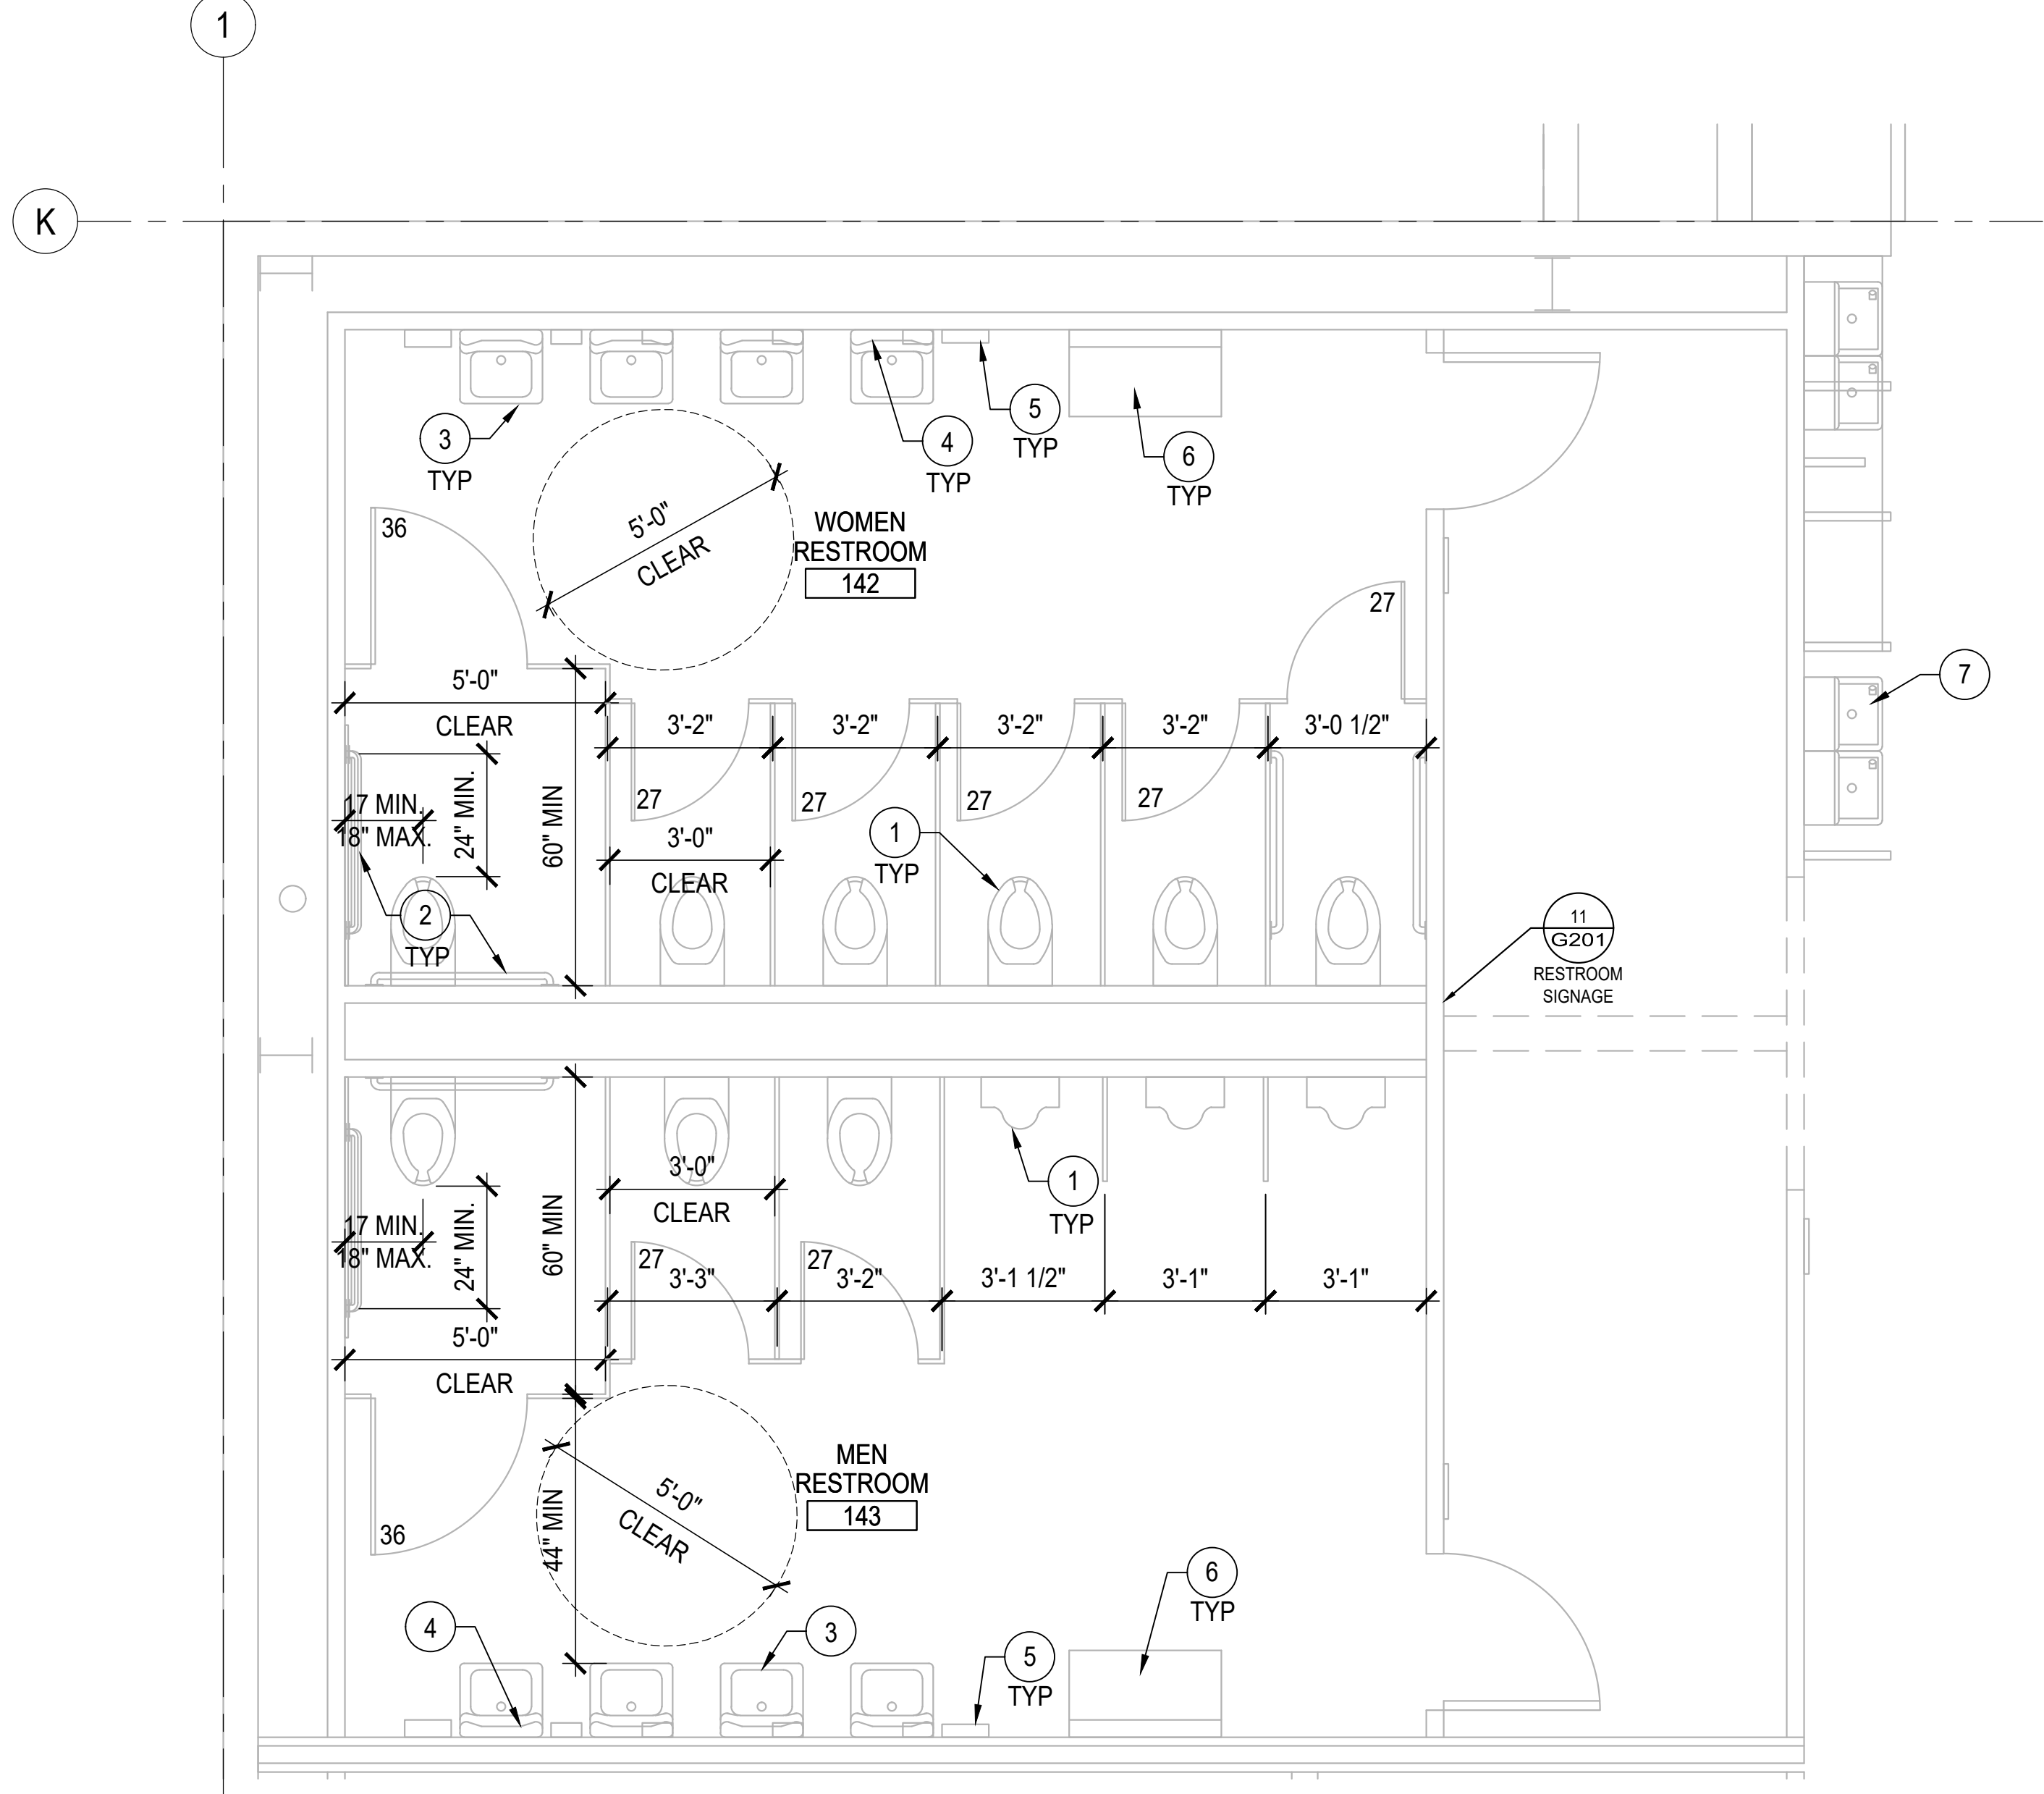 1
K
3
TYP
4
TYP
5
TYP
6
TYP
5'-0"
CLEAR
WOMEN
RESTROOM
142
36
27
7
5'-0"
CLEAR
3'-2"
3'-2"
3'-2"
3'-2"
3'-0 1/2"
17 MIN.
18" MAX.
24" MIN.
60" MIN
27
27
27
27
3'-0"
CLEAR
1
TYP
2
TYP
11
G201
RESTROOM
SIGNAGE
3'-0"
CLEAR
1
TYP
17 MIN.
18" MAX.
24" MIN.
60" MIN
27
27
3'-3"
3'-2"
3'-1 1/2"
3'-1"
3'-1"
5'-0"
CLEAR
MEN
RESTROOM
143
5'-0"
CLEAR
44" MIN
36
4
3
5
TYP
6
TYP